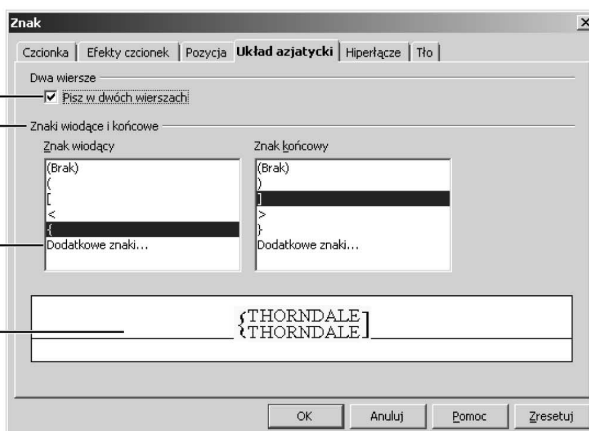 Znak
Czcionka Efekty czcionek Pozycja Układ azjatycki Hiperłącze Tło
Dwa wiersze
Pisz w dwóch wierszach
Znaki wiodące i końcowe
Znak wiodący Znak końcowy
(Brak) (Brak)
( )
[ ]
< >
{ }
Dodatkowe znaki... Dodatkowe znaki...
{THORNDALE]
THORNDALE
OK Anuluj Pomoc Zresetuj